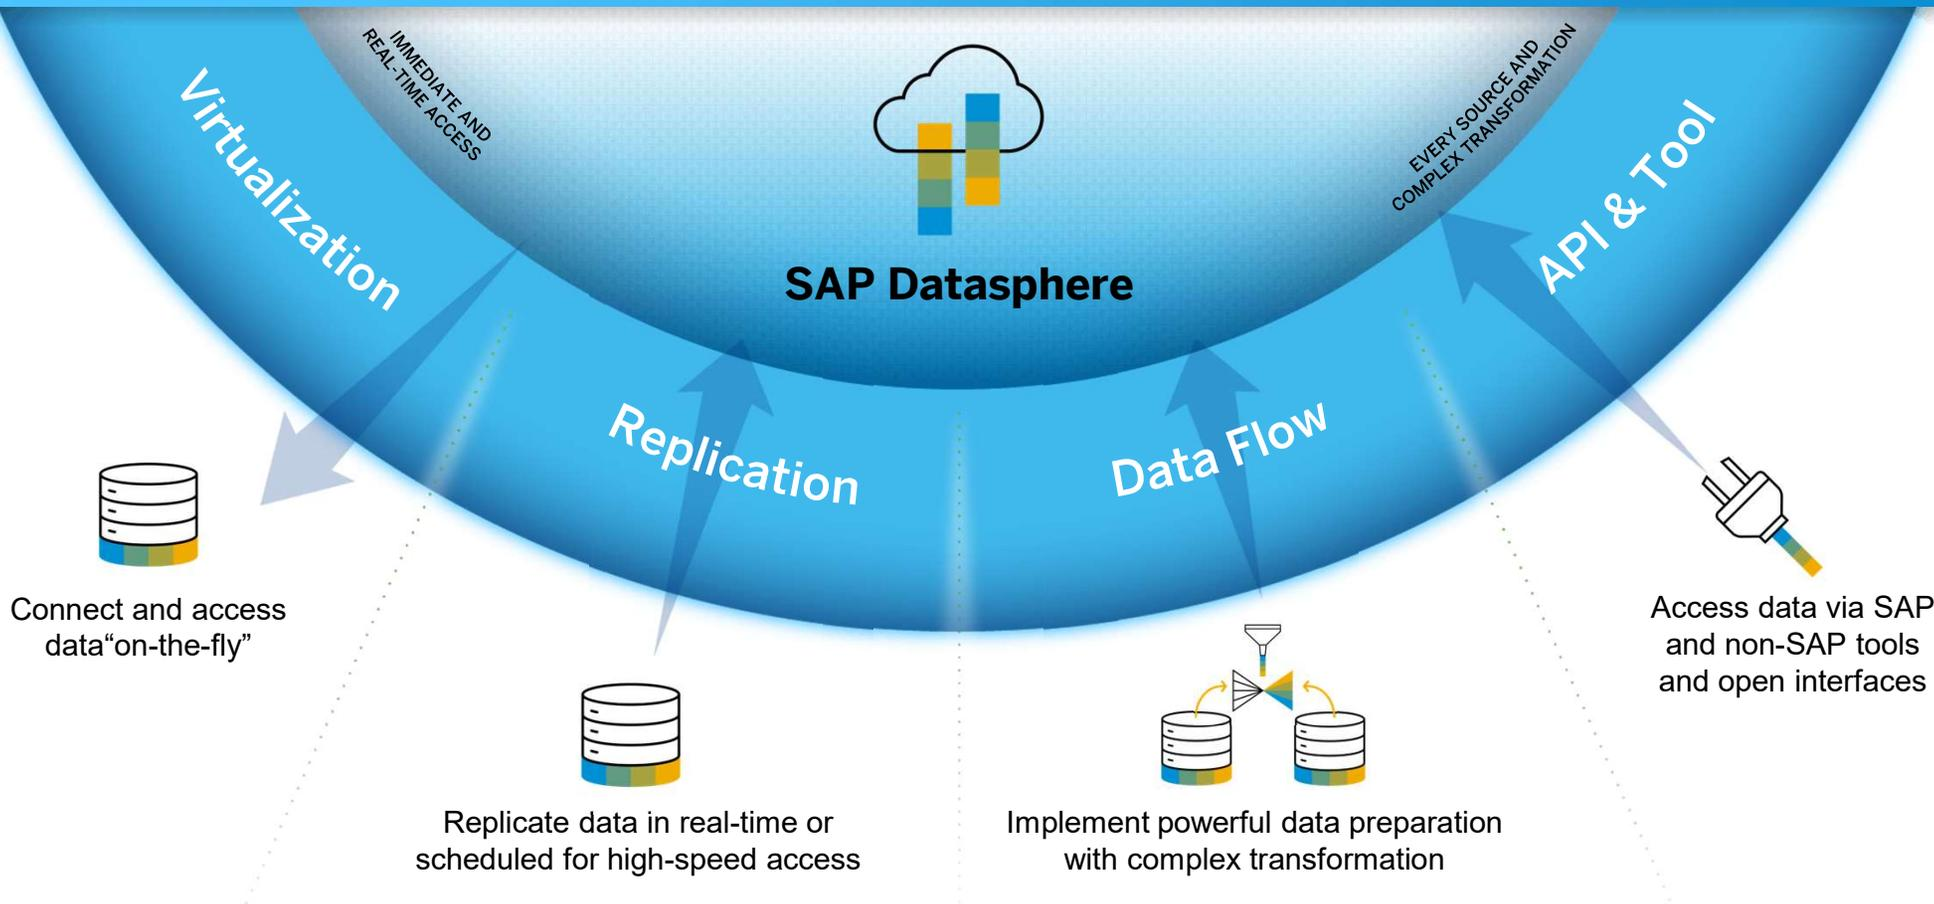 IMMEDIATE AND
REAL-TIME ACCESS
EVERY SOURCE AND
COMPLEX TRANSFORMATION
SAP Datasphere
Virtualization
Replication
Data Flow
API & Tool
Connect and access
data“on-the-fly”
Replicate data in real-time or
scheduled for high-speed access
Implement powerful data preparation
with complex transformation
Access data via SAP
and non-SAP tools
and open interfaces